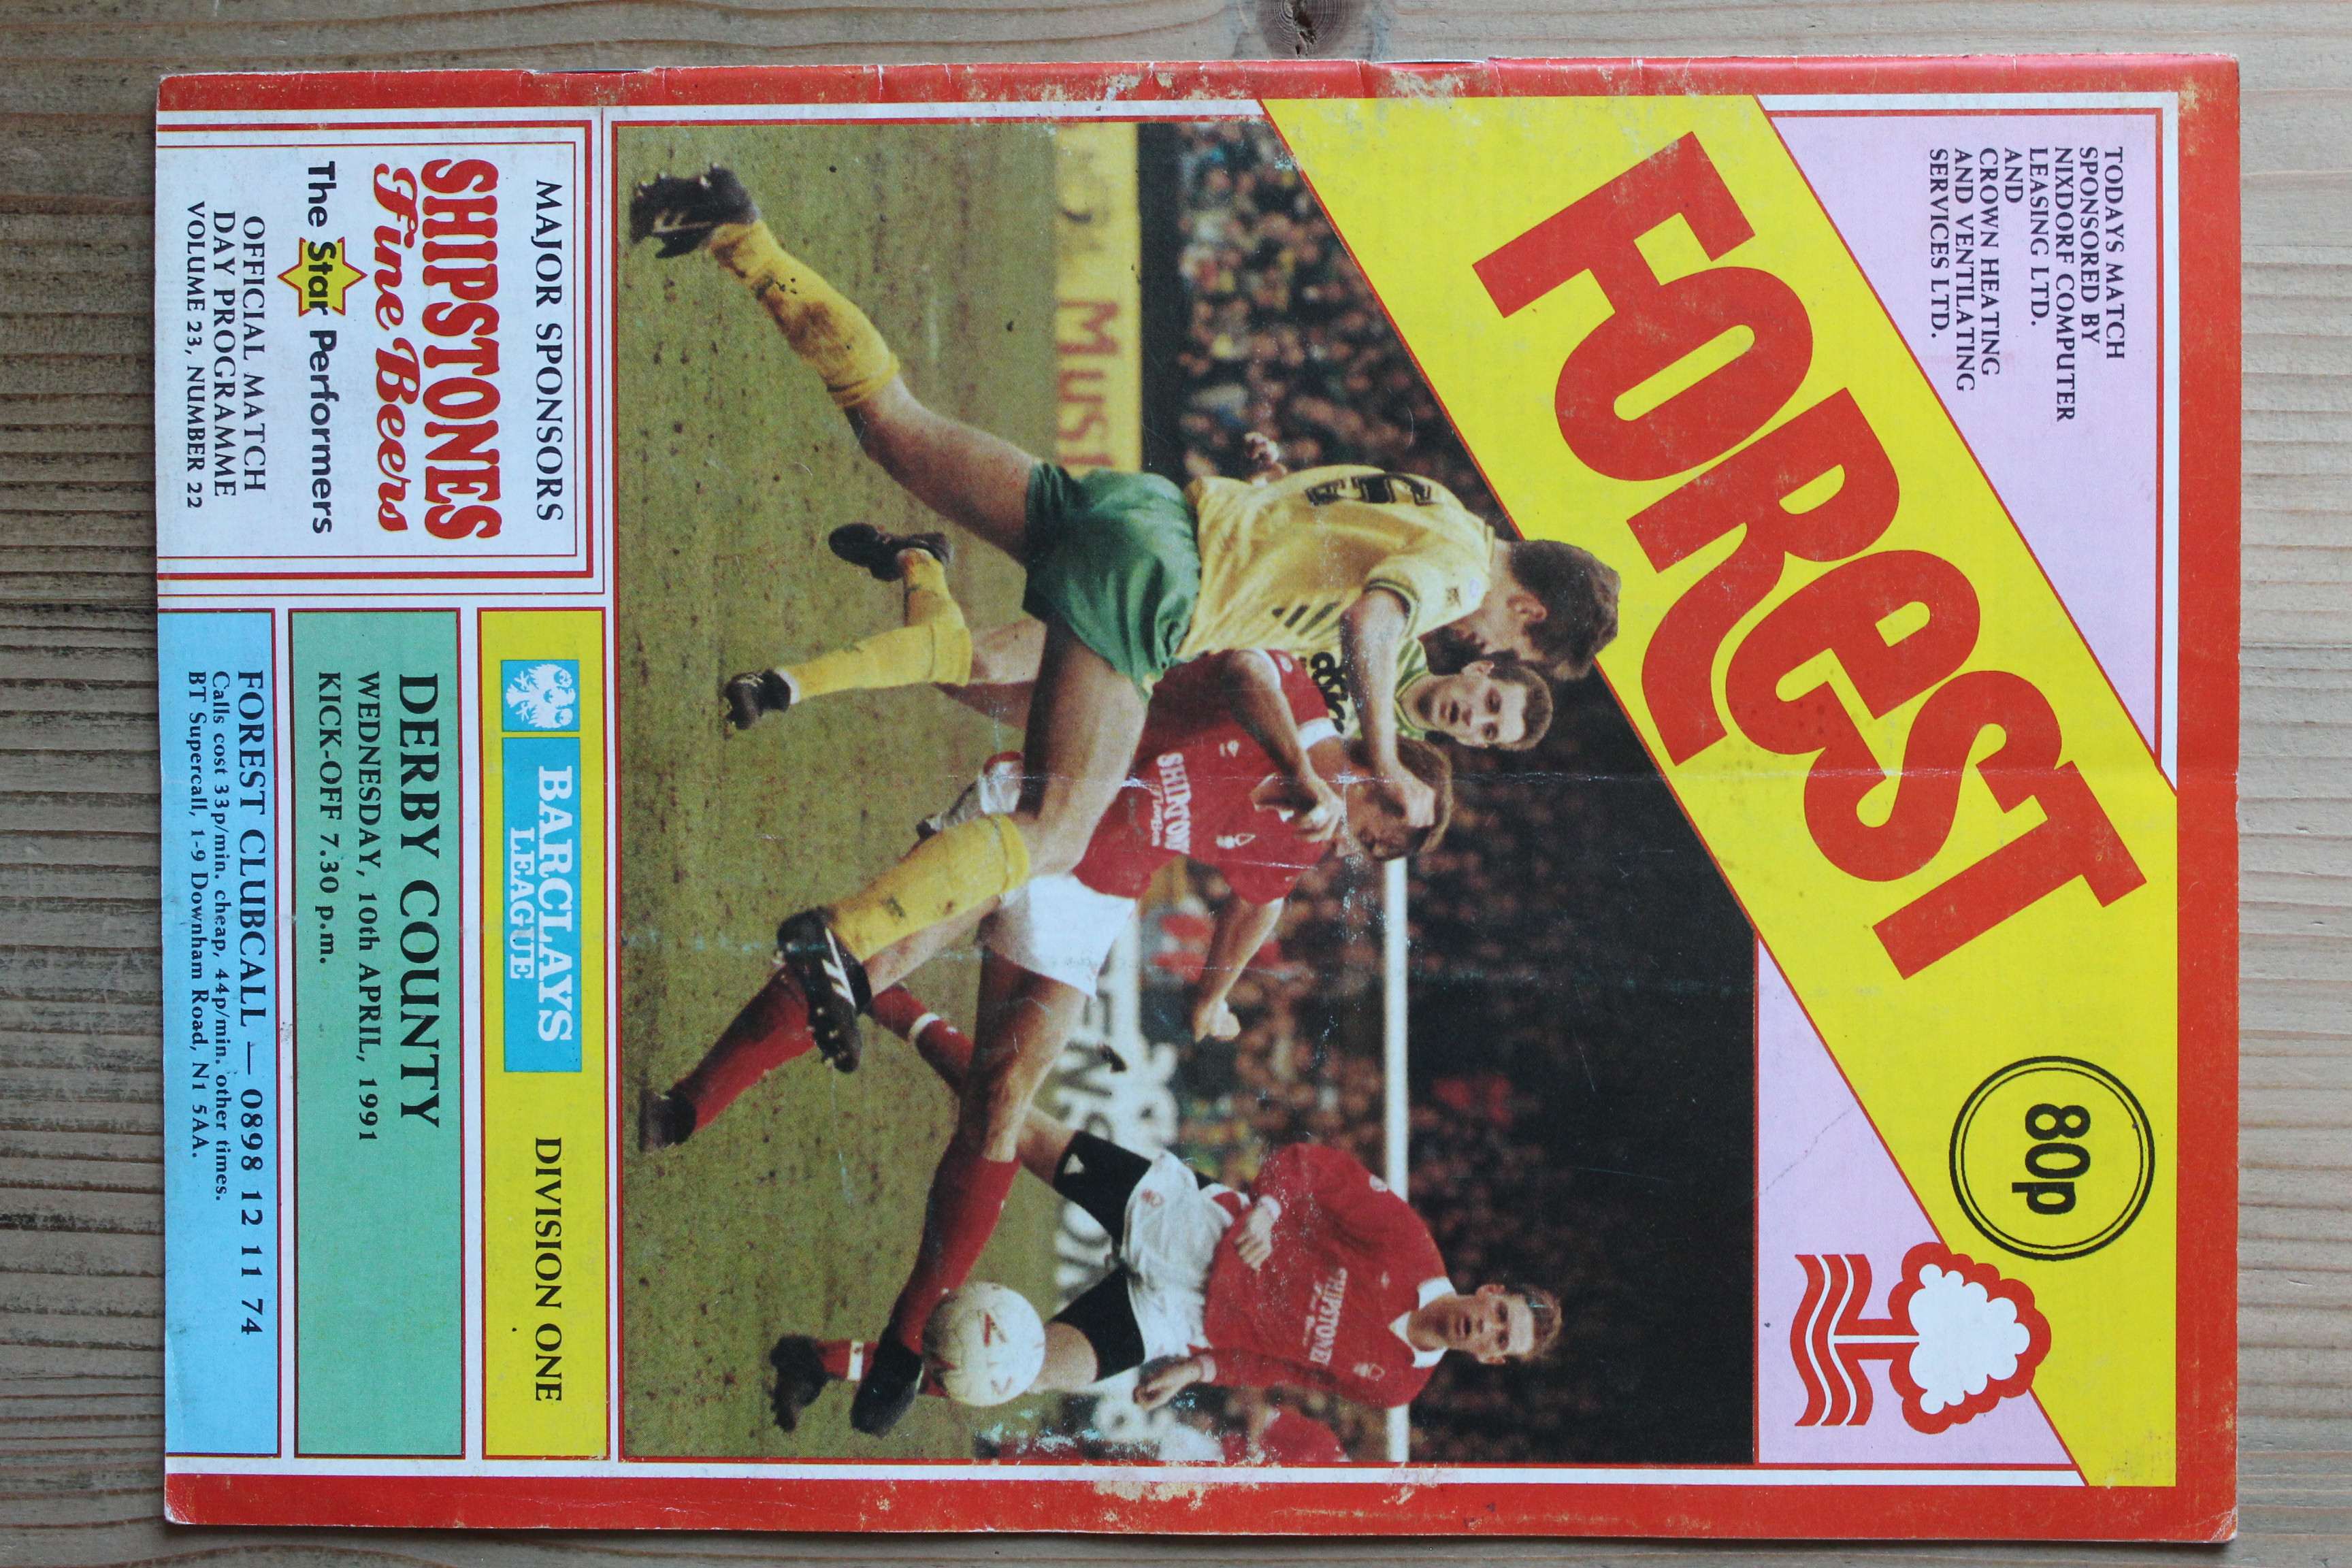 TODAYS MATCH
SPONSORED BY
NIXDORF COMPUTER
LEASING LTD.
AND
CROWN HEATING
AND VENTILATING
SERVICES LTD.
FOREST
80p
MAJOR SPONSORS
SHIPSTONES
Fine Beers
The Star Performers
OFFICIAL MATCH
DAY PROGRAMME
VOLUME 23, NUMBER 22
BARCLAYS
LEAGUE
DIVISION ONE
DERBY COUNTY
WEDNESDAY, 10th APRIL, 1991
KICK-OFF 7.30 p.m.
FOREST CLUBCALL — 0898 12 11 74
Calls cost 33p/min. cheap, 44p/min. other times.
BT Supercall, 1-9 Downham Road, N1 5AA.